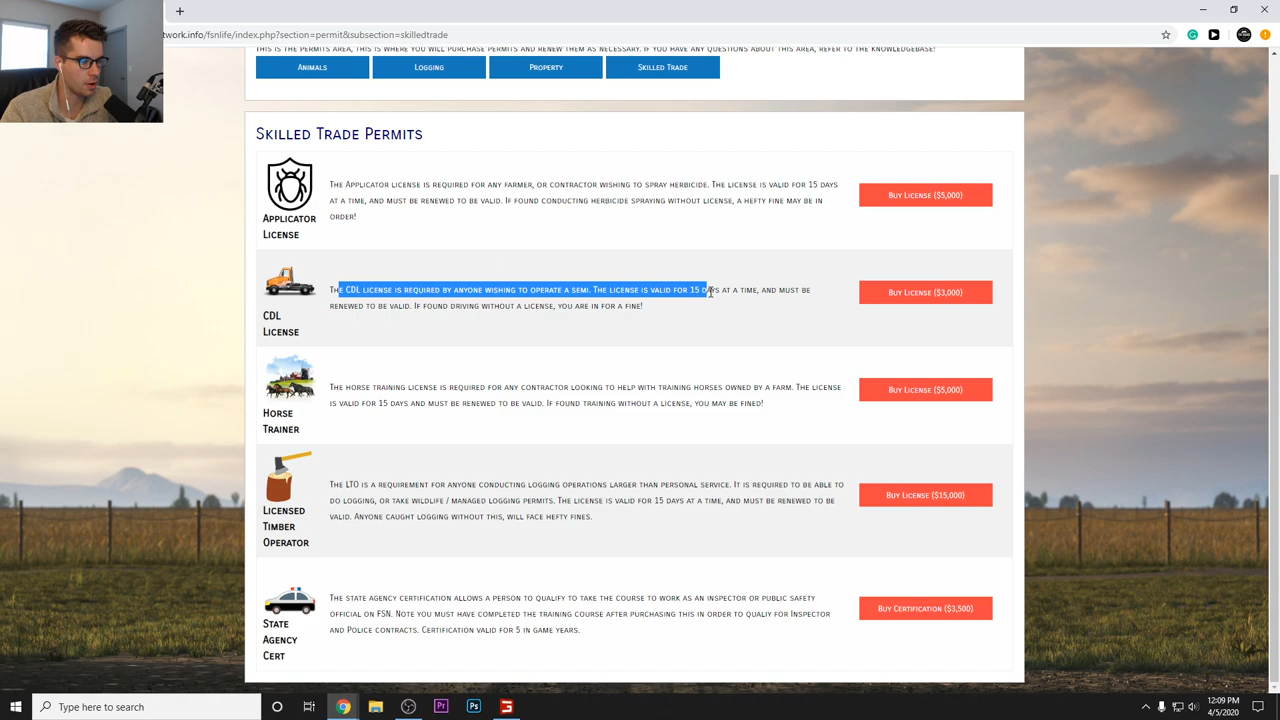 twork.info/fsnlife/index.php?section=permit&subsection=skilledtrade
This is the permits area, this is where you will purchase permits and renew them as necessary. If you have any questions about this area, refer to the knowledgebase!
Animals
Logging
Property
Skilled Trade
Skilled Trade Permits
Applicator
License
The Applicator license is required for any farmer, or contractor wishing to spray herbicide. The license is valid for 15 days
at a time, and must be renewed to be valid. If found conducting herbicide spraying without license, a hefty fine may be in
order!
Buy License ($5,000)
CDL
License
The CDL license is required by anyone wishing to operate a semi. The license is valid for 15 days at a time, and must be
renewed to be valid. If found driving without a license, you are in for a fine!
Buy License ($3,000)
Horse
Trainer
The horse training license is required for any contractor looking to help with training horses owned by a farm. The license
is valid for 15 days and must be renewed to be valid. If found training without a license, you may be fined!
Buy License ($5,000)
Licensed
Timber
Operator
The LTO is a requirement for anyone conducting logging operations larger than personal service. It is required to be able to
do logging, or take wildlife / managed logging permits. The license is valid for 15 days at a time, and must be renewed to be
valid. Anyone caught logging without this, will face hefty fines.
Buy License ($15,000)
State
Agency
Cert
The state agency certification allows a person to qualify to take the course to work as an inspector or public safety
official on FSN. Note you must have completed the training course after purchasing this in order to qualiy for Inspector
and Police contracts. Certification valid for 5 in game years.
Buy Certification ($3,500)
Type here to search
12:09 PM
4/5/2020